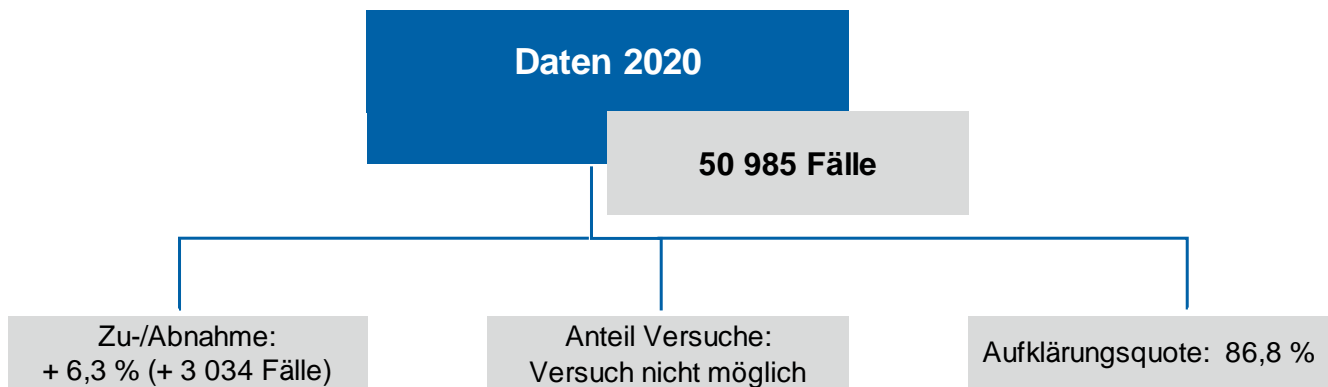 Daten 2020
50 985 Fälle
Zu-/Abnahme:
+ 6,3 % (+ 3 034 Fälle)
Anteil Versuche:
Versuch nicht möglich
Aufklärungsquote: 86,8 %